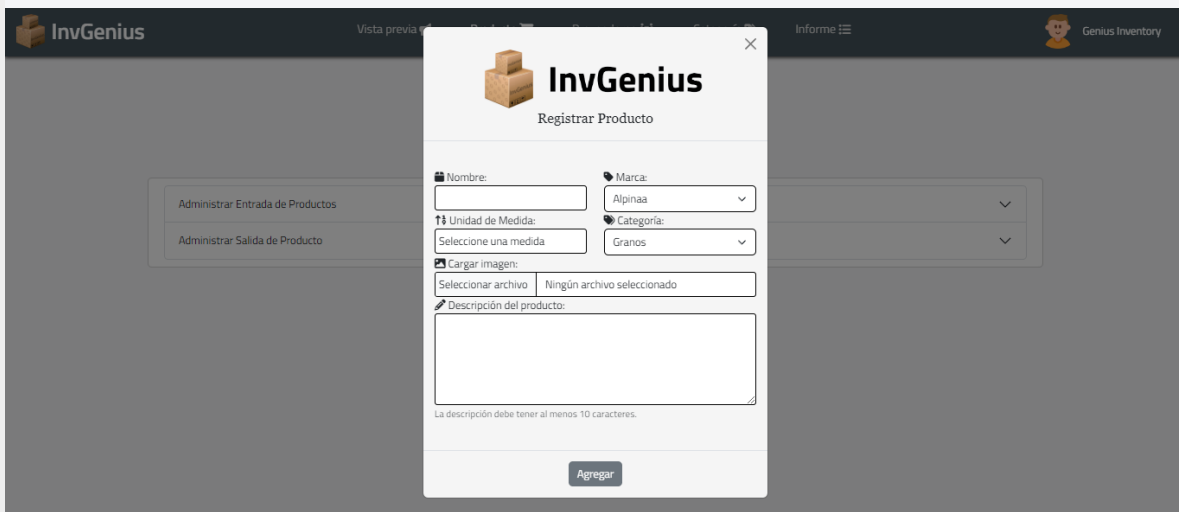 InvGenius
Vista previa
Informe
Genius Inventory
InvGenius
Registrar Producto
Nombre:
Marca:
Alpinaa
Unidad de Medida:
Categoría:
Seleccione una medida
Granos
Cargar imagen:
Seleccionar archivo
Ningún archivo seleccionado
Descripción del producto:
La descripción debe tener al menos 10 caracteres.
Agregar
Administrar Entrada de Productos
Administrar Salida de Producto